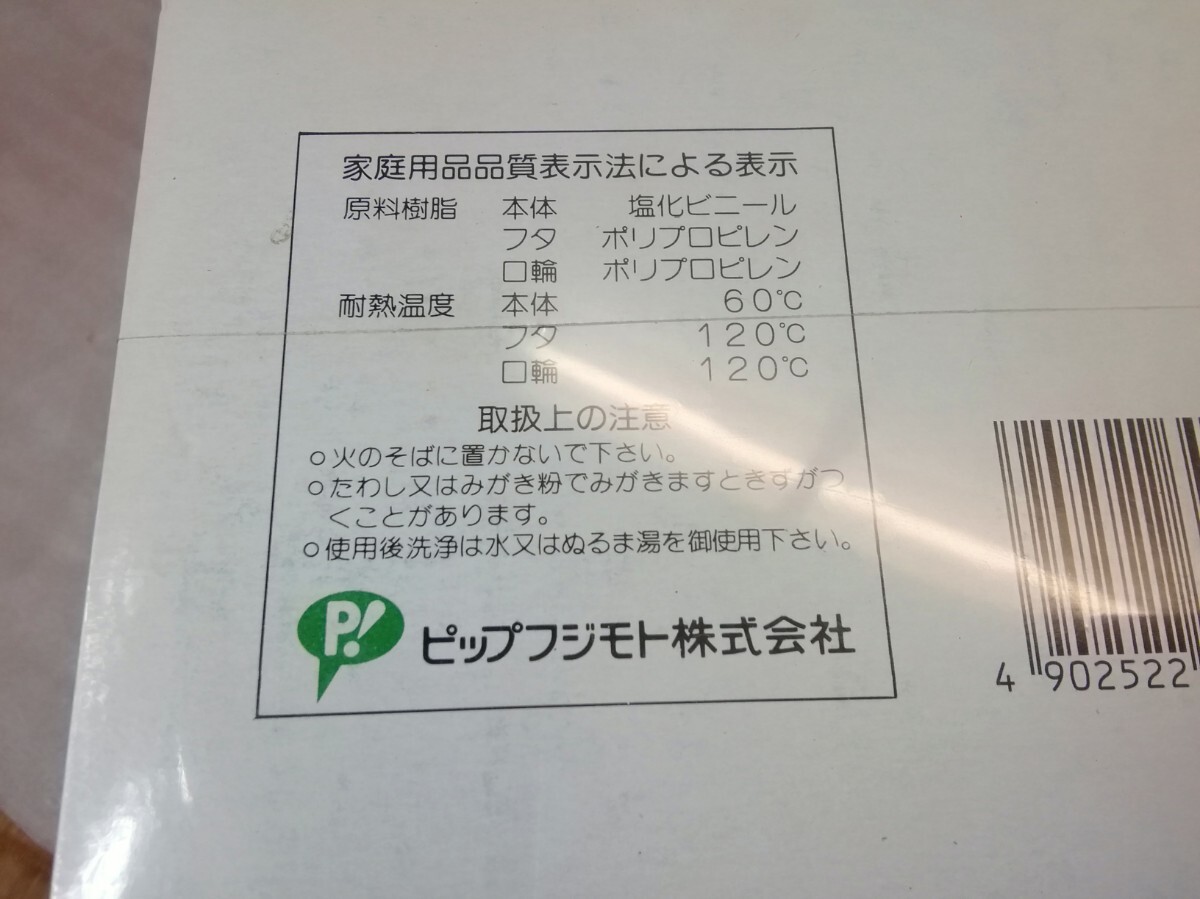 家庭用品品質表示法による表示
原料樹脂 本体 塩化ビニール
フタ ポリプロピレン
口輪 ポリプロピレン
耐熱温度 本体 60℃
フタ 120℃
口輪 120℃
取扱上の注意
○火のそばに置かないで下さい。
○たわし又はみがき粉でみがきますときずがつ
くことがあります。
○使用後洗浄は水又はぬるま湯を御使用下さい。
P! ピップフジモト株式会社
4 902522